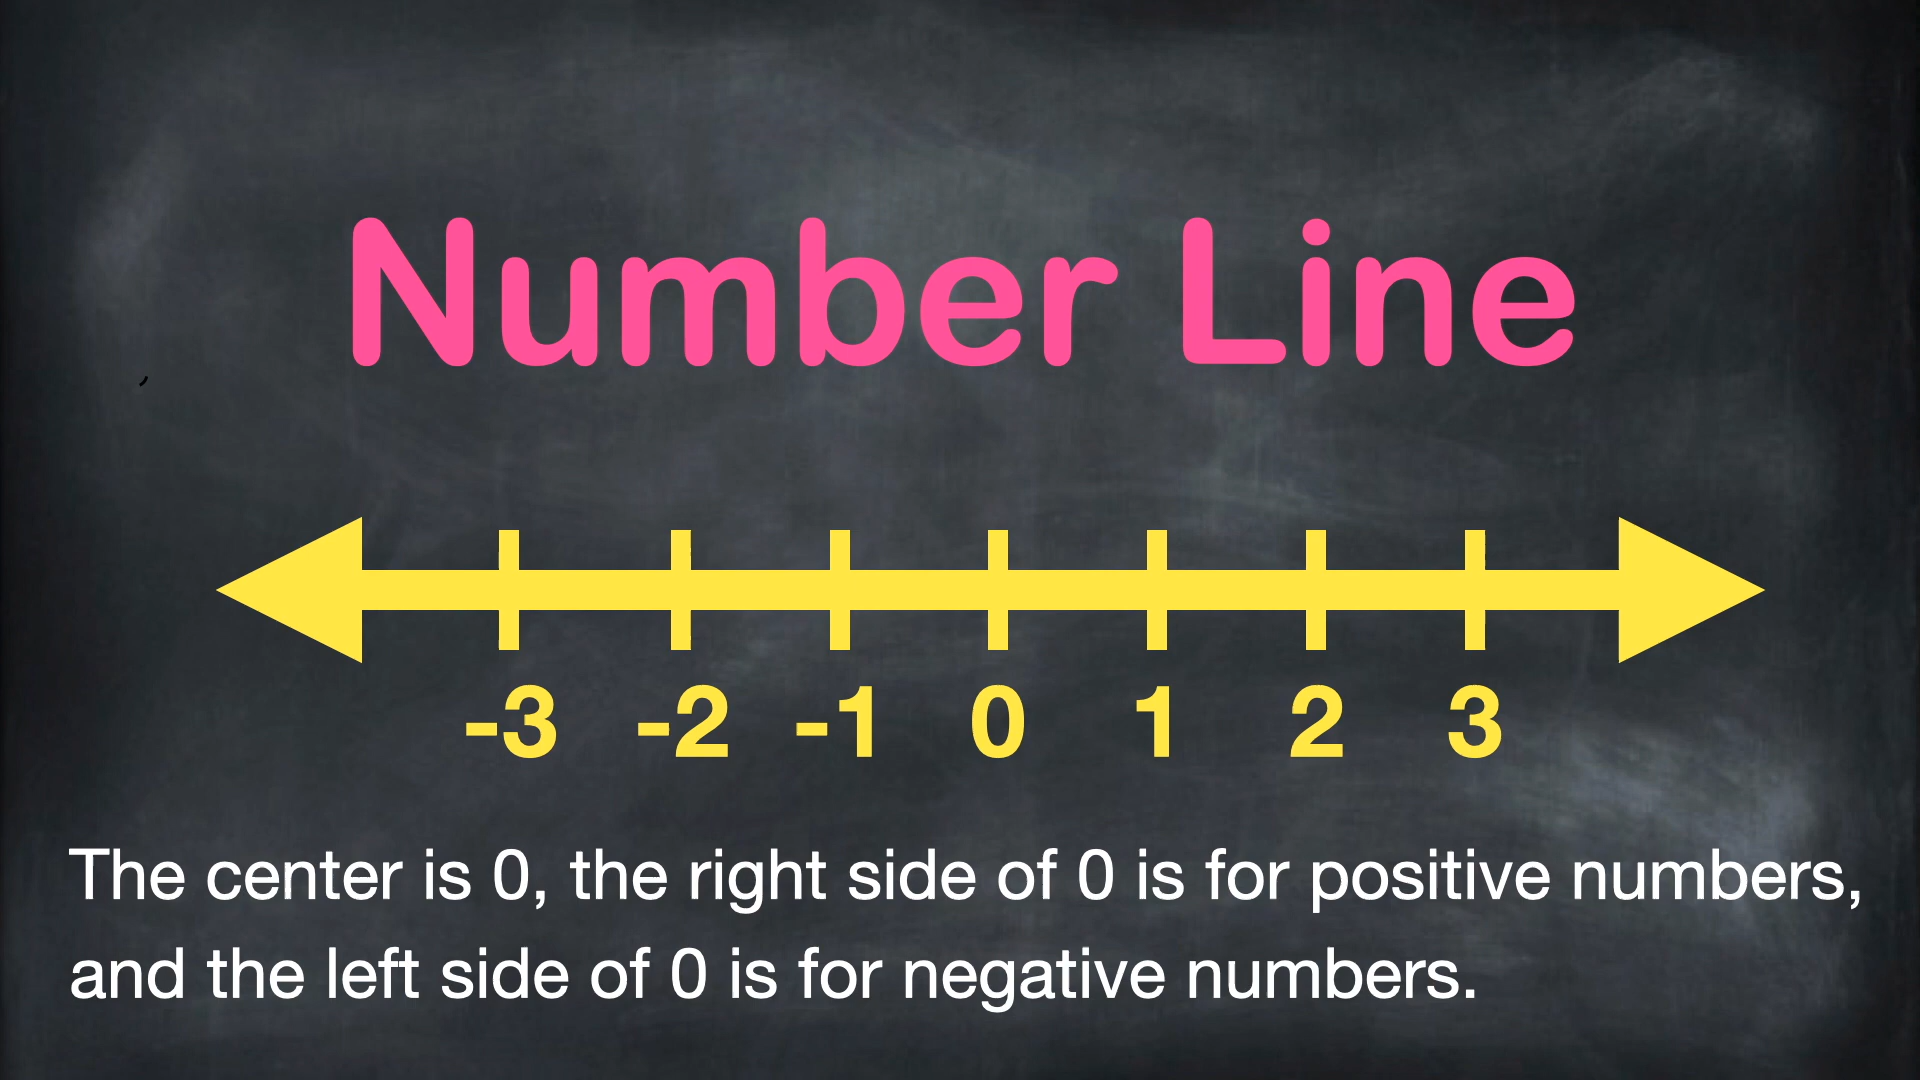 Number Line
-3 -2 -1 0 1 2 3
The center is 0, the right side of 0 is for positive numbers,
and the left side of 0 is for negative numbers.